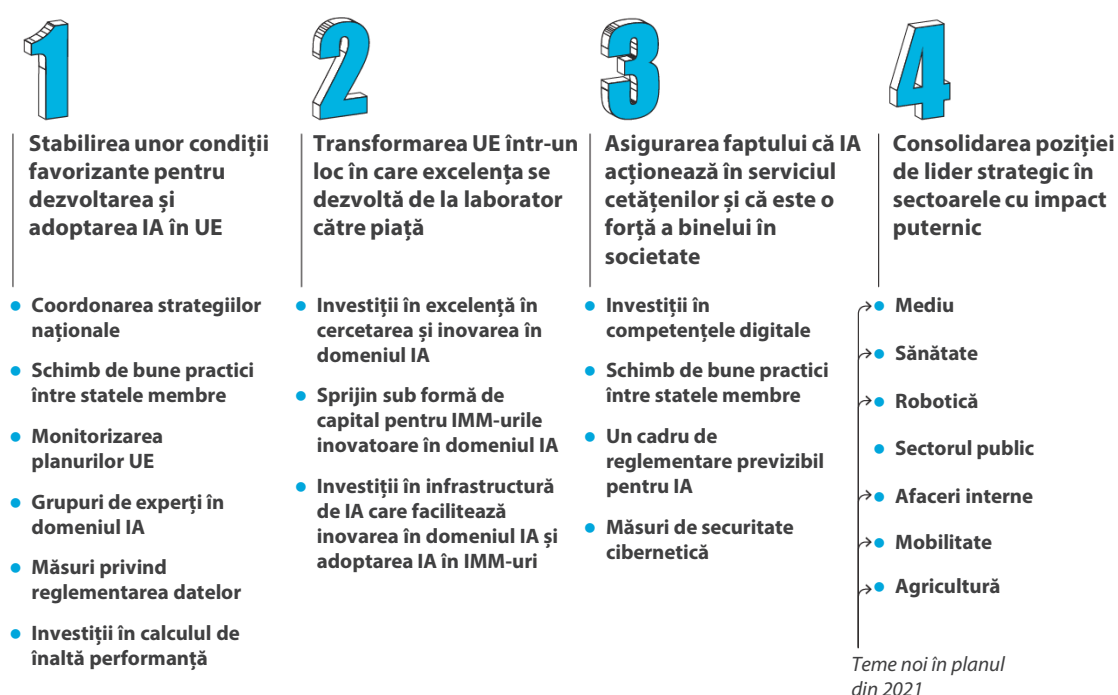 1
Stabilirea unor condiții
favorizante pentru
dezvoltarea și
adoptarea IA în UE
Coordonarea strategiilor
naționale
Schimb de bune practici
între statele membre
Monitorizarea
planurilor UE
Grupuri de experți în
domeniul IA
Măsuri privind
reglementarea datelor
Investiții în calculul de
înaltă performanță
2
Transformarea UE într-un
loc în care excelența se
dezvoltă de la laborator
către piață
Investiții în excelență în
cercetarea și inovarea în
domeniul IA
Sprijin sub formă de
capital pentru IMM-urile
inovatoare în domeniul IA
Investiții în infrastructură
de IA care facilitează
inovarea în domeniul IA și
adoptarea IA în IMM-uri
3
Asigurarea faptului că IA
acționează în serviciul
cetățenilor și că este o
forță a binelui în
societate
Investiții în
competențele digitale
Schimb de bune practici
între statele membre
Un cadru de
reglementare previzibil
pentru IA
Măsuri de securitate
cibernetică
4
Consolidarea poziției
de lider strategic în
sectoarele cu impact
puternic
Mediu
Sănătate
Robotică
Sectorul public
Afaceri interne
Mobilitate
Agricultură
Teme noi în planul
din 2021